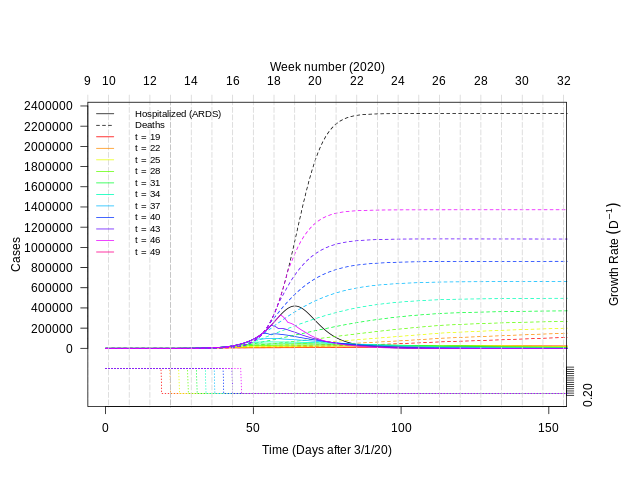 Week number (2020)
9 10 12 14 16 18 20 22 24 26 28 30 32
2400000
2200000
2000000
1800000
1600000
1400000
1200000
1000000
800000
600000
400000
200000
0
Cases
Hospitalized (ARDS)
Deaths
t = 19
t = 22
t = 25
t = 28
t = 31
t = 34
t = 37
t = 40
t = 43
t = 46
t = 49
Growth Rate (D⁻¹)
0.20
0 50 100 150
Time (Days after 3/1/20)